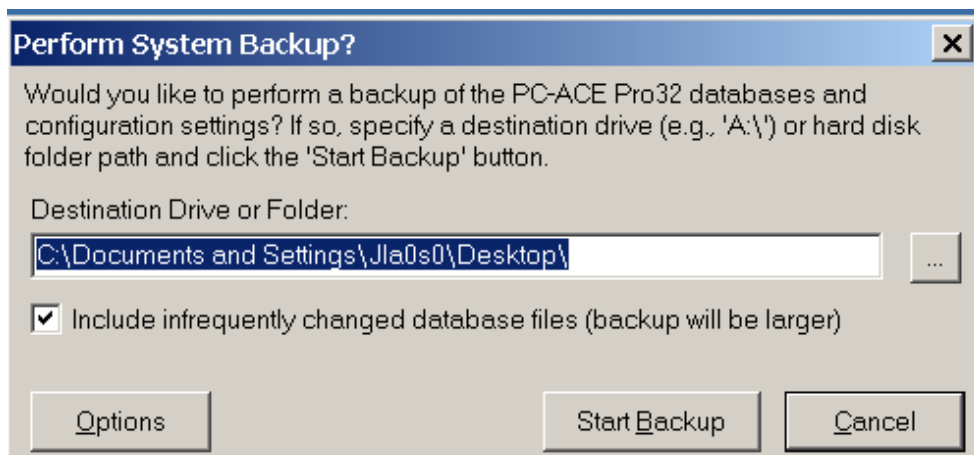 Perform System Backup?
Would you like to perform a backup of the PC-ACE Pro32 databases and
configuration settings? If so, specify a destination drive (e.g., 'A:\') or hard disk
folder path and click the 'Start Backup' button.
Destination Drive or Folder:
C:\Documents and Settings\Jla0s0\Desktop\
...
Include infrequently changed database files (backup will be larger)
Options Start Backup Cancel